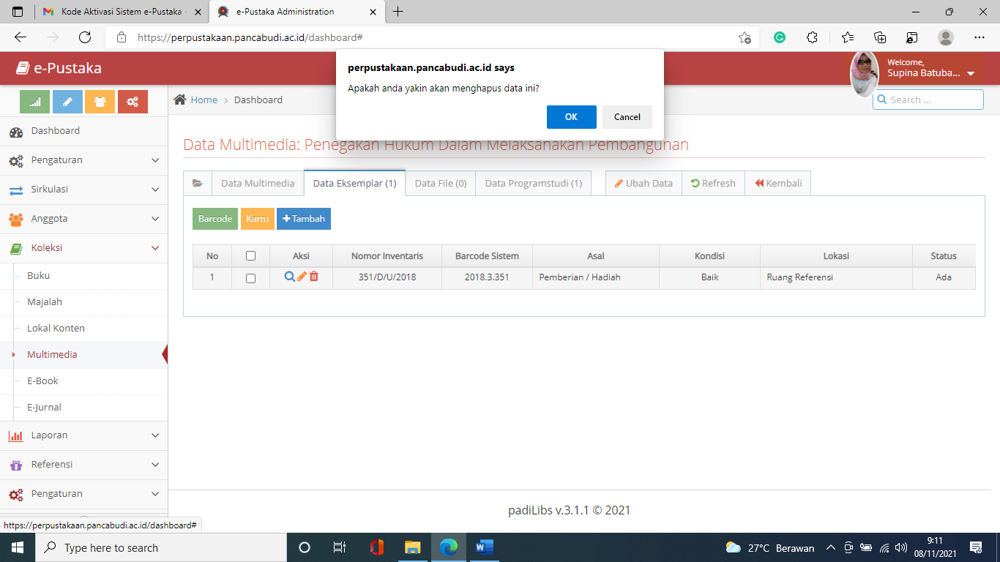 Kode Aktivasi Sistem e-Pustaka -
e-Pustaka Administration
https://perpustakaan.pancabudi.ac.id/dashboard#
e-Pustaka
Welcome,
Supina Batuba...
perpustakaan.pancabudi.ac.id says
Apakah anda yakin akan menghapus data ini?
OK
Cancel
Home > Dashboard
Search ...
Dashboard
Pengaturan
Sirkulasi
Anggota
Koleksi
Buku
Majalah
Lokal Konten
Multimedia
E-Book
E-Jurnal
Laporan
Referensi
Pengaturan
Data Multimedia: Penegakan Hukum Dalam Melaksanakan Pembangunan
Data Multimedia
Data Eksemplar (1)
Data File (0)
Data Programstudi (1)
Ubah Data
Refresh
Kembali
Barcode
Kartu
Tambah
No Aksi Nomor Inventaris Barcode Sistem Asal Kondisi Lokasi Status
1 351/D/U/2018 2018.3.351 Pemberian / Hadiah Baik Ruang Referensi Ada
padiLibs v.3.1.1 © 2021
https://perpustakaan.pancabudi.ac.id/dashboard#
Type here to search
27°C Berawan
9:11
08/11/2021